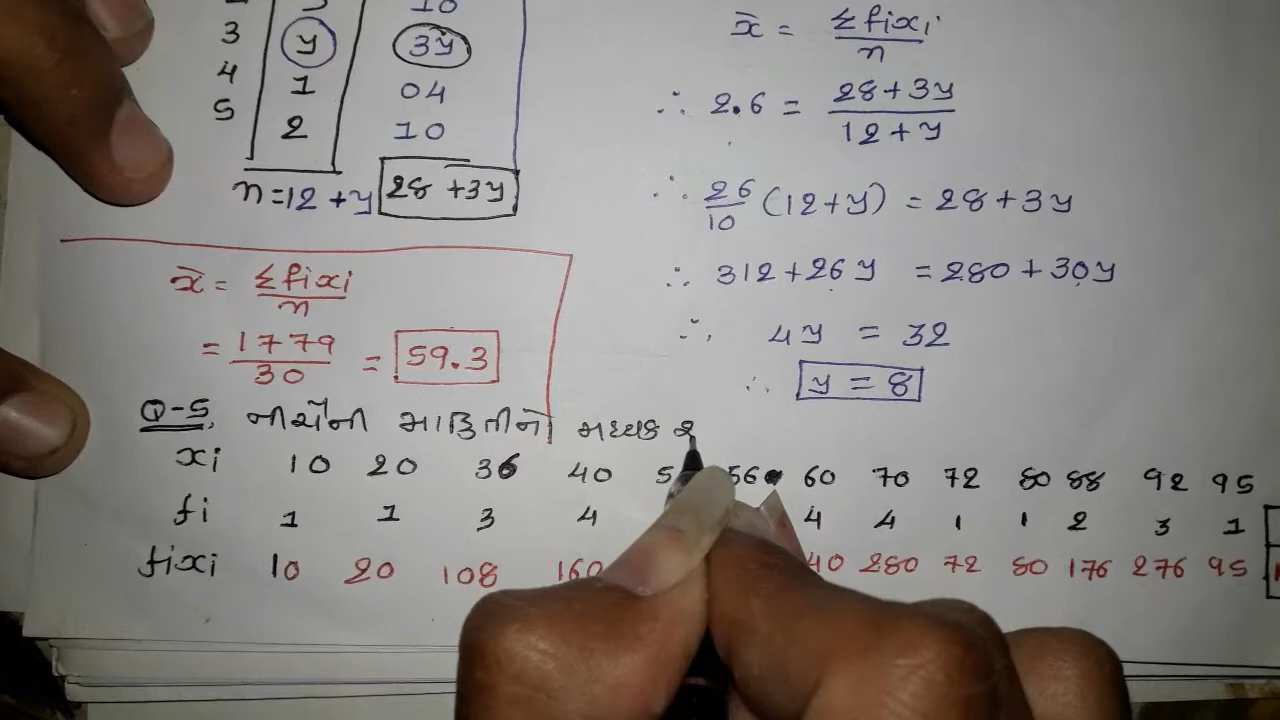 10
3 y 3y
4 1 04
5 2 10
n=12+y 28+3y
x̄ = Σfixi/n
∴ 2.6 = 28+3y/12+y
∴ 26/10 (12+y) = 28+3y
∴ 312+26y = 280+30y
∴ 4y = 32
∴ y = 8
x̄ = Σfixi/n
= 1779/30 = 59.3
Q-5. નીચેની માહિતીનો મધ્યક
xi 10 20 36 40 56 60 70 72 80 88 92 95
fi 1 1 3 4 4 4 1 1 2 3 1
fixi 10 20 108 160 280 72 80 176 276 95